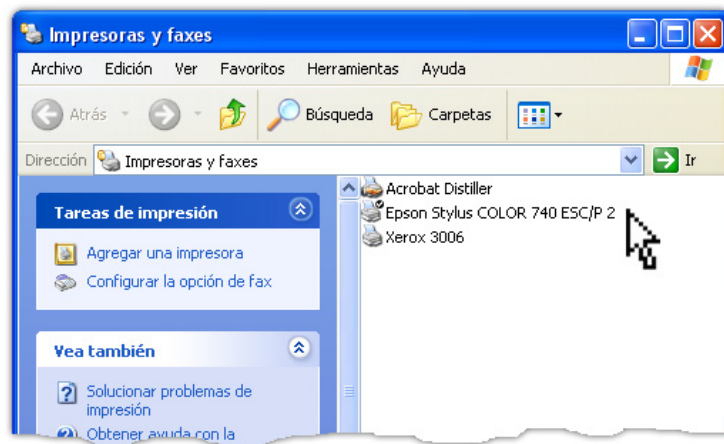 Impresoras y faxes
Archivo Edición Ver Favoritos Herramientas Ayuda
Atrás Búsqueda Carpetas
Dirección Impresoras y faxes Ir
Tareas de impresión
Agregar una impresora
Configurar la opción de fax
Vea también
Solucionar problemas de
impresión
Obtener ayuda con la
Acrobat Distiller
Epson Stylus COLOR 740 ESC/P 2
Xerox 3006